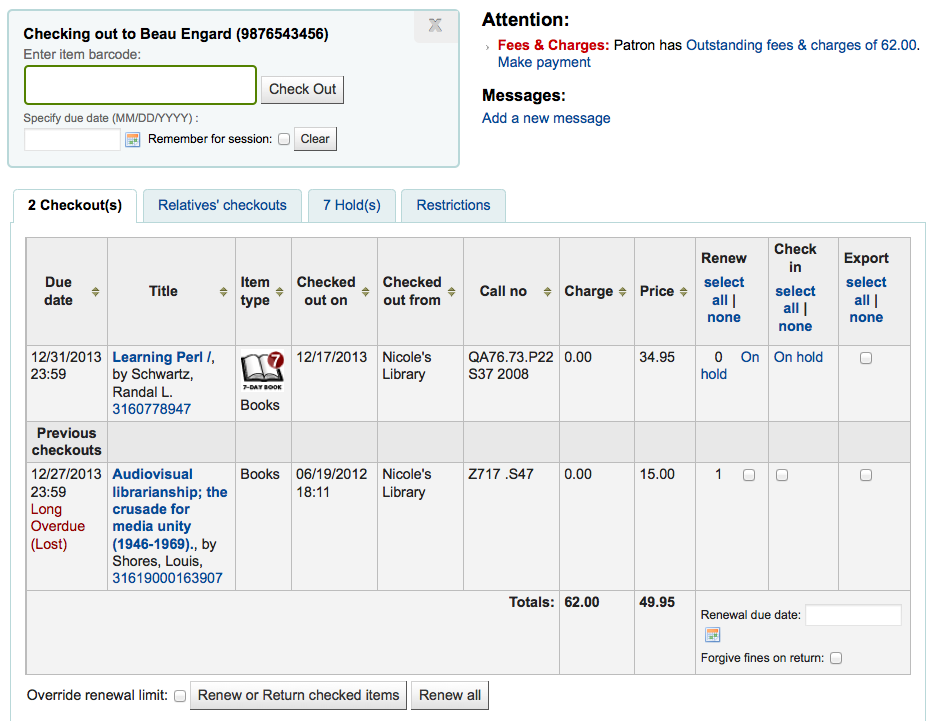 Checking out to Beau Engard (9876543456)
X
Enter item barcode:
Check Out
Specify due date (MM/DD/YYYY) :
Remember for session:
Clear
Attention:
Fees & Charges: Patron has Outstanding fees & charges of 62.00.
Make payment
Messages:
Add a new message
2 Checkout(s)
Relatives' checkouts
7 Hold(s)
Restrictions
Due
date
Title
Item
type
Checked
out on
Checked
out from
Call no
Charge
Price
Renew
select
all |
none
Check
in
select
all |
none
Export
select
all |
none
12/31/2013
23:59
Learning Perl /,
by Schwartz,
Randal L.
3160778947
7
7-DAY BOOK
Books
12/17/2013
Nicole's
Library
QA76.73.P22
S37 2008
0.00
34.95
0 On
hold
On hold
Previous
checkouts
12/27/2013
23:59
Long
Overdue
(Lost)
Audiovisual
librarianship; the
crusade for
media unity
(1946-1969)., by
Shores, Louis,
31619000163907
Books
06/19/2012
18:11
Nicole's
Library
Z717 .S47
0.00
15.00
1
Totals:
62.00
49.95
Renewal due date:
Forgive fines on return:
Override renewal limit:
Renew or Return checked items
Renew all